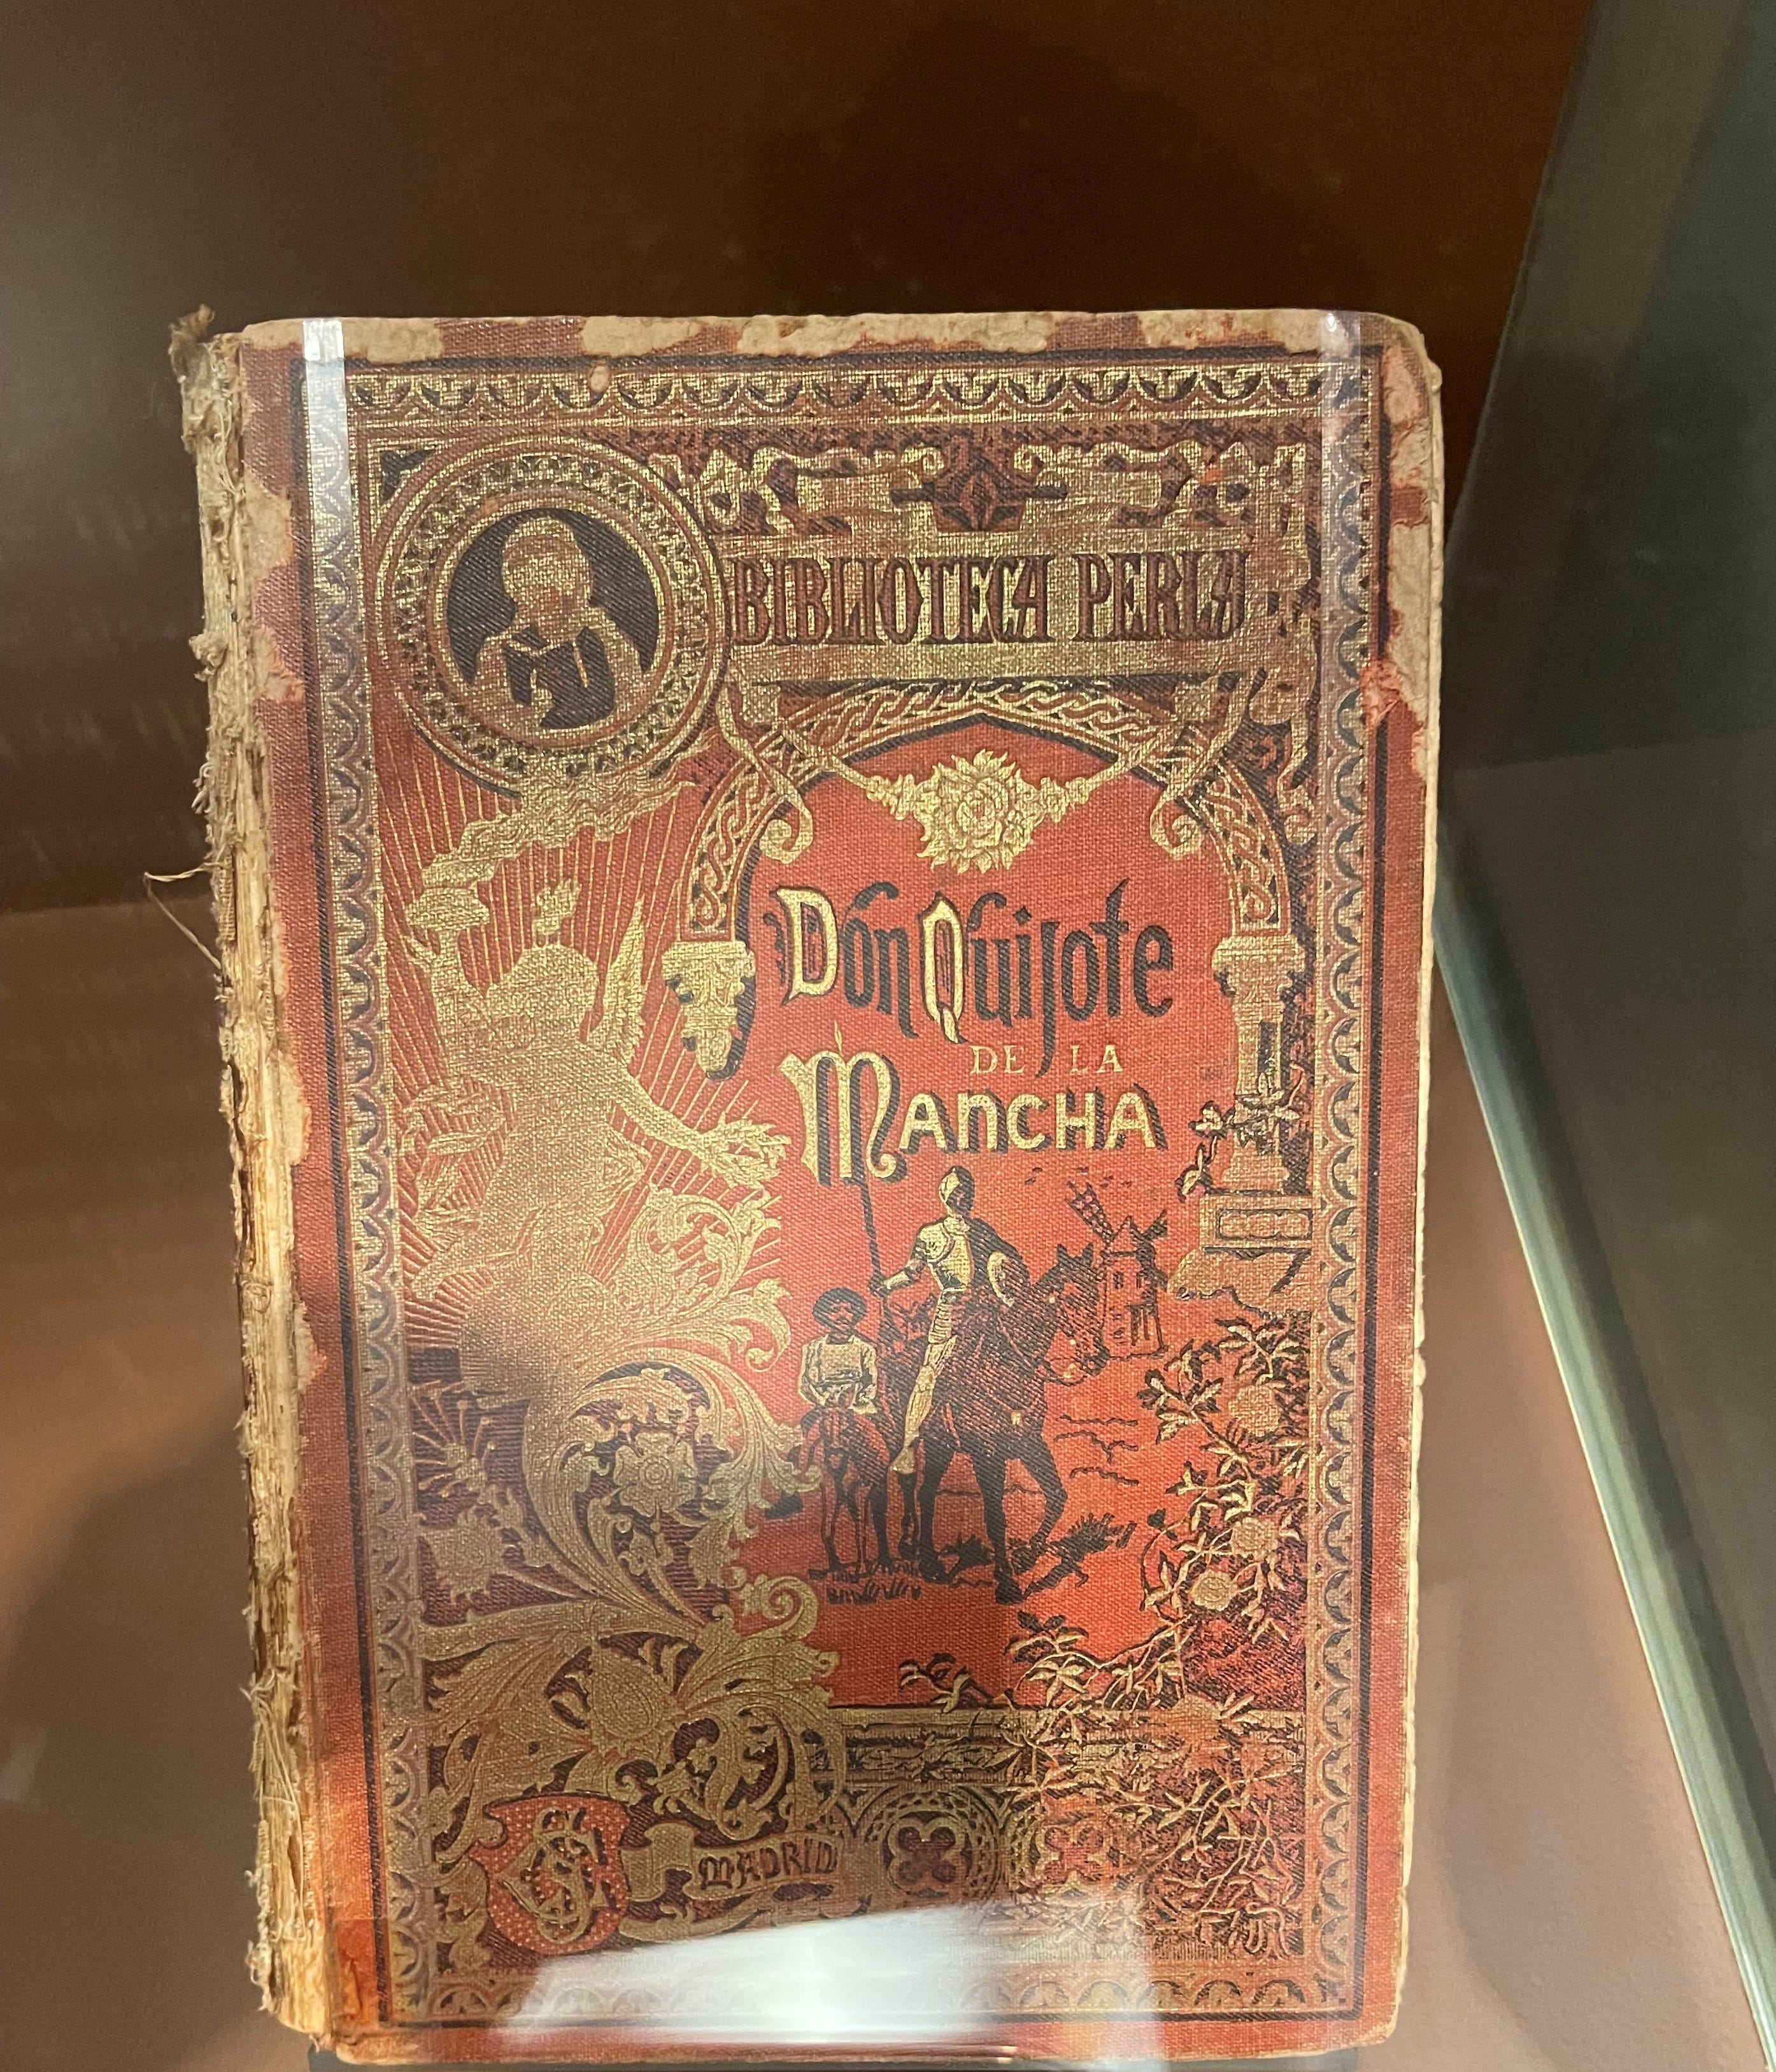 BIBLIOTECA PERLA
Don Quijote
DE LA
MANCHA
MADRID